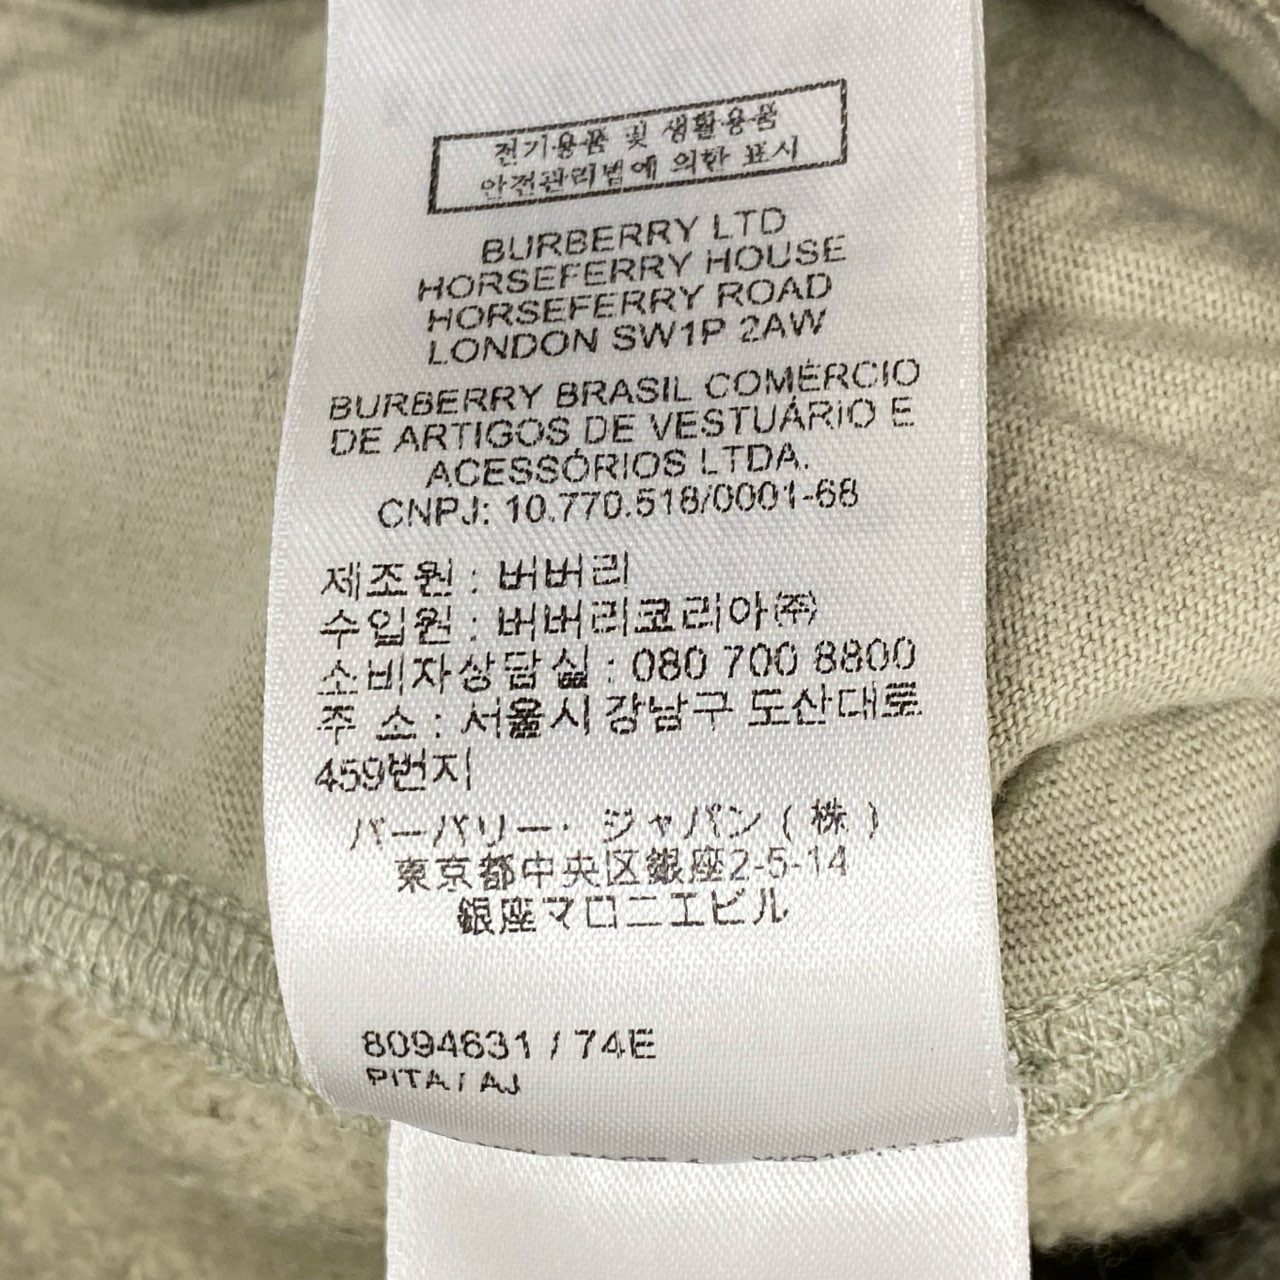 전기용품 및 생활용품
안전관리법에 의한 표시
BURBERRY LTD
HORSEFERRY HOUSE
HORSEFERRY ROAD
LONDON SW1P 2AW
BURBERRY BRASIL COMÉRCIO
DE ARTIGOS DE VESTUÁRIO E
ACESSÓRIOS LTDA.
CNPJ: 10.770.518/0001-68
제조원 : 버버리
수입원 : 버버리코리아㈜
소비자상담실 : 080 700 8800
주 소 : 서울시 강남구 도산대로
459번지
バーバリー・ジャパン(株)
東京都中央区銀座2-5-14
銀座マロニエビル
8094631 / 74E
PITA / AJ